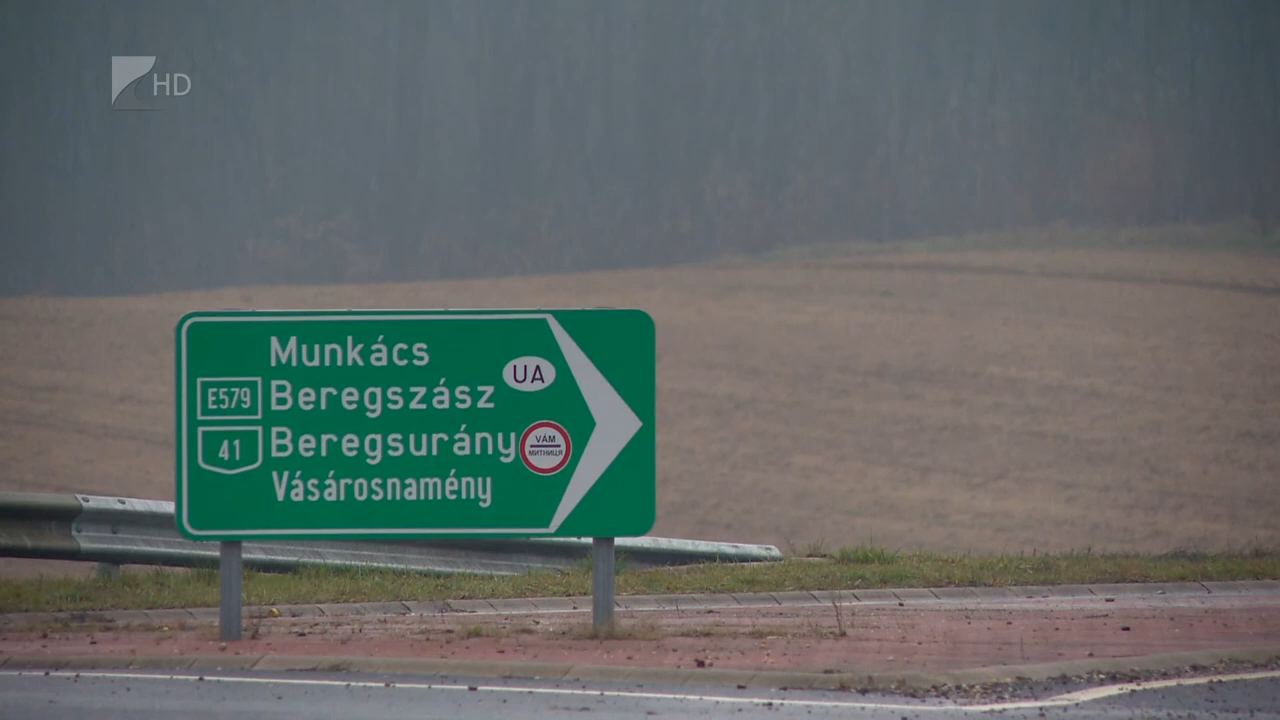 HD
Munkács
UA
E579 Beregszász
41 Beregsurány
VÁM
МИТНИЦЯ
Vásárosnamény